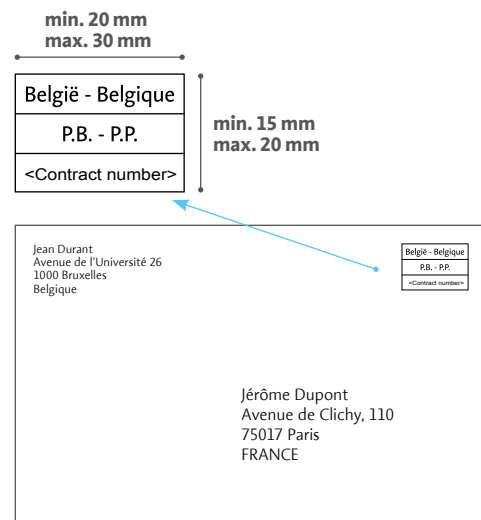 min. 20 mm
max. 30 mm
België - Belgique
P.B. - P.P.
<Contract number>
min. 15 mm
max. 20 mm
Jean Durant
Avenue de l'Université 26
1000 Bruxelles
Belgique
België - Belgique
P.B. - P.P.
<Contract number>
Jérôme Dupont
Avenue de Clichy, 110
75017 Paris
FRANCE